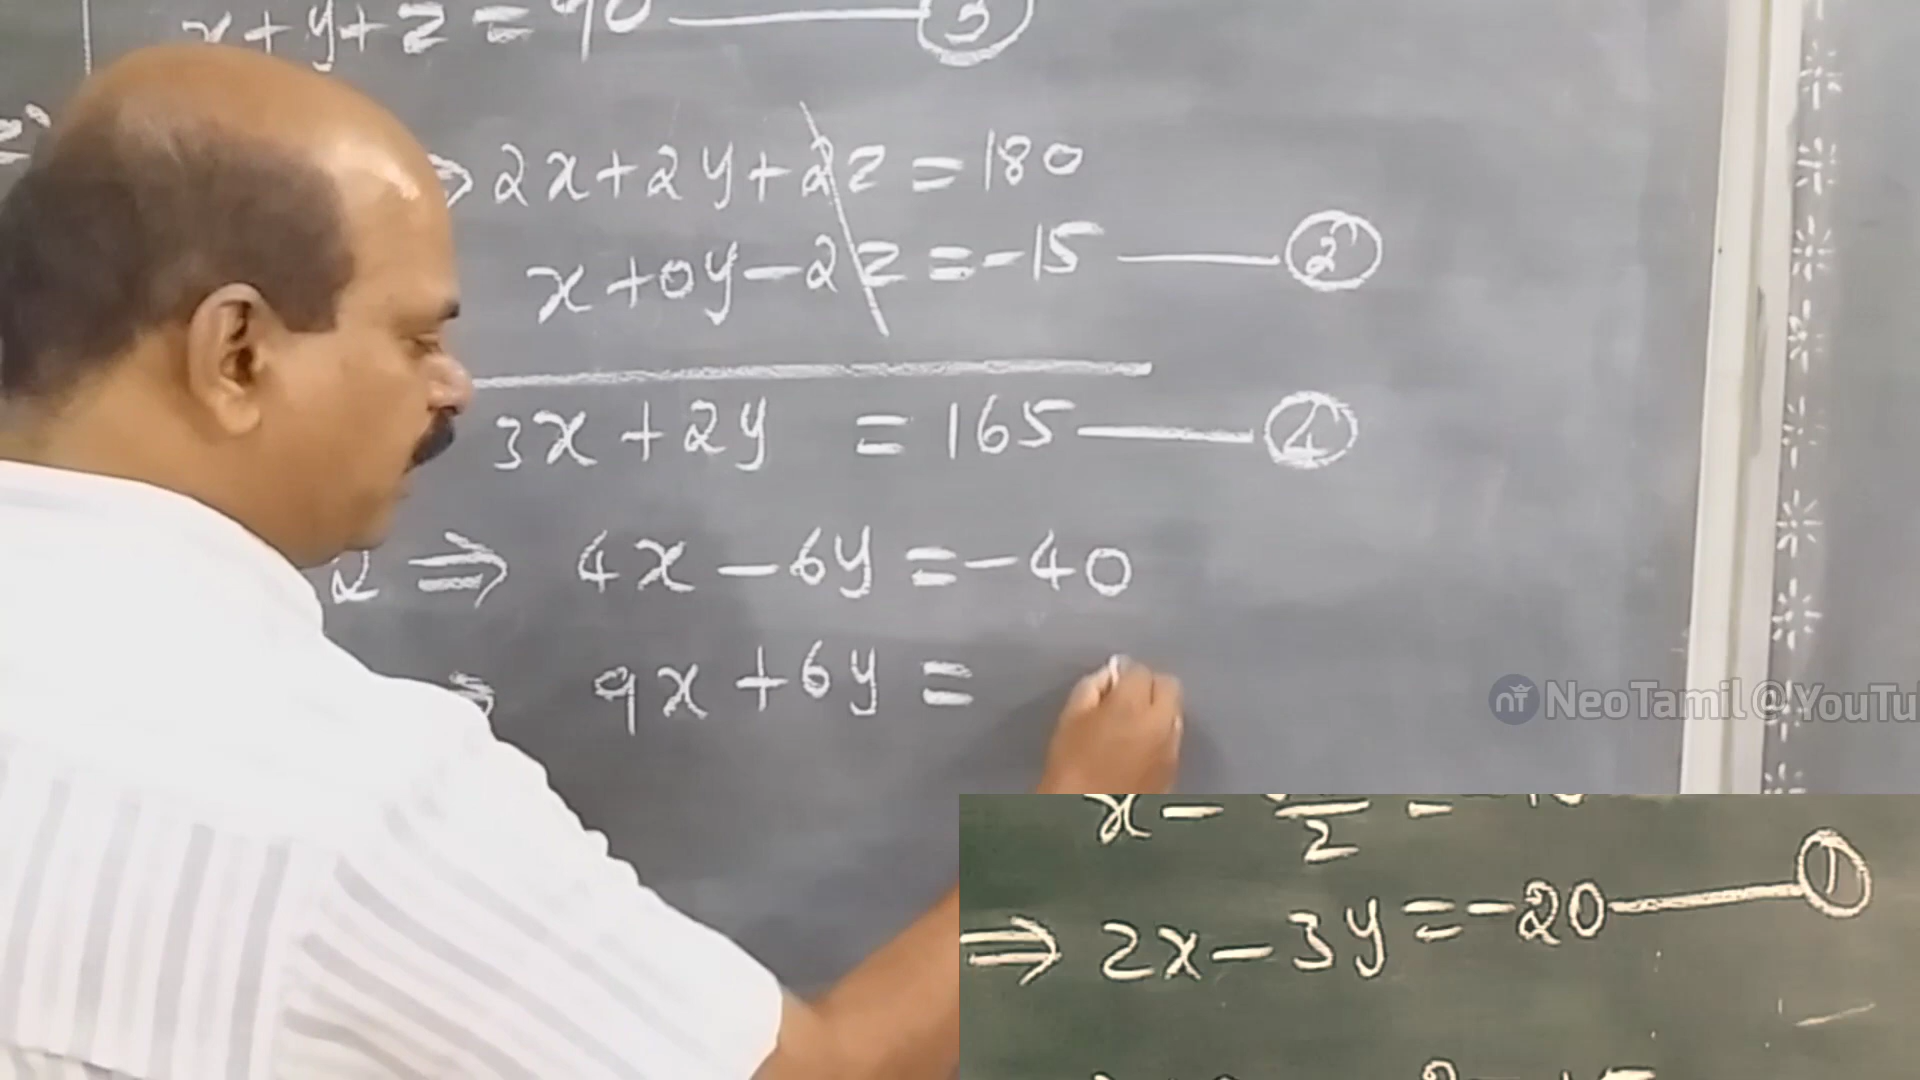 x+y+z=90 ③
⇒2x+2y+2z=180
x+0y-2z=-15 ②
3x+2y =165 ④
2 ⇒ 4x-6y=-40
⇒ 9x+6y=
NeoTamil@YouTu
x-/2=
⇒2x-3y=-20 ①